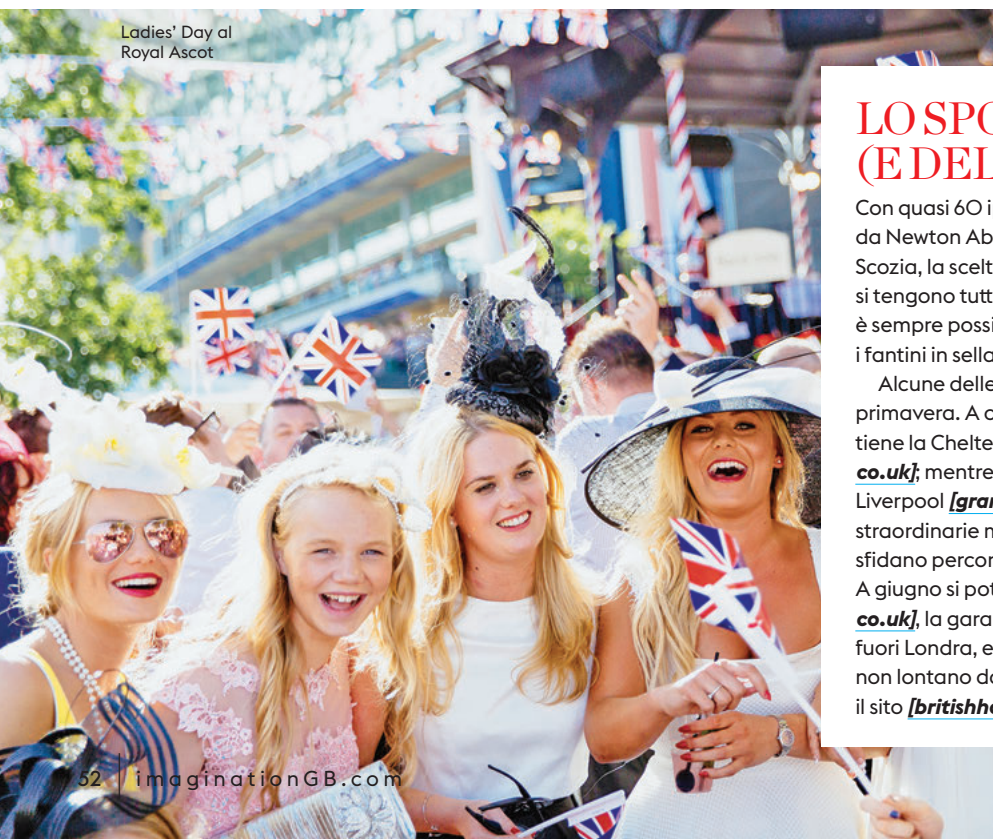 Ladies' Day al
Royal Ascot
LO SPO
(E DEL
Con quasi 60 i
da Newton Ab
Scozia, la scelt
si tengono tutt
è sempre possi
i fantini in sella
Alcune delle
primavera. A
tiene la Chelte
co.uk]; mentre
Liverpool [gran
straordinarie
sfidano percor
A giugno si pot
co.uk], la gara
fuori Londra, e
non lontano da
il sito [britishho
52 | imaginationGB.com